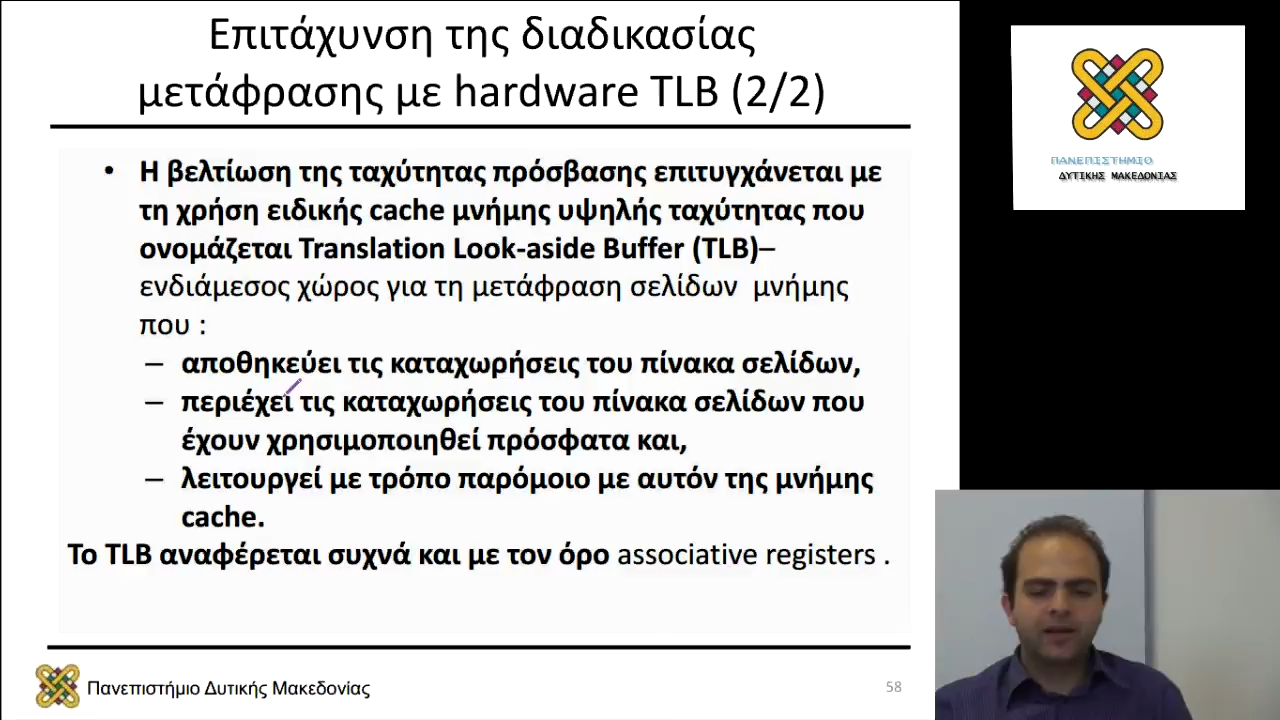 Επιτάχυνση της διαδικασίας
μετάφρασης με hardware TLB (2/2)
• Η βελτίωση της ταχύτητας πρόσβασης επιτυγχάνεται με
τη χρήση ειδικής cache μνήμης υψηλής ταχύτητας που
ονομάζεται Translation Look-aside Buffer (TLB)–
ενδιάμεσος χώρος για τη μετάφραση σελίδων μνήμης
που :
– αποθηκεύει τις καταχωρήσεις του πίνακα σελίδων,
– περιέχει τις καταχωρήσεις του πίνακα σελίδων που
έχουν χρησιμοποιηθεί πρόσφατα και,
– λειτουργεί με τρόπο παρόμοιο με αυτόν της μνήμης
cache.
Το TLB αναφέρεται συχνά και με τον όρο associative registers .
Πανεπιστήμιο Δυτικής Μακεδονίας
58
ΠΑΝΕΠΙΣΤΗΜΙΟ
ΔΥΤΙΚΗΣ ΜΑΚΕΔΟΝΙΑΣ